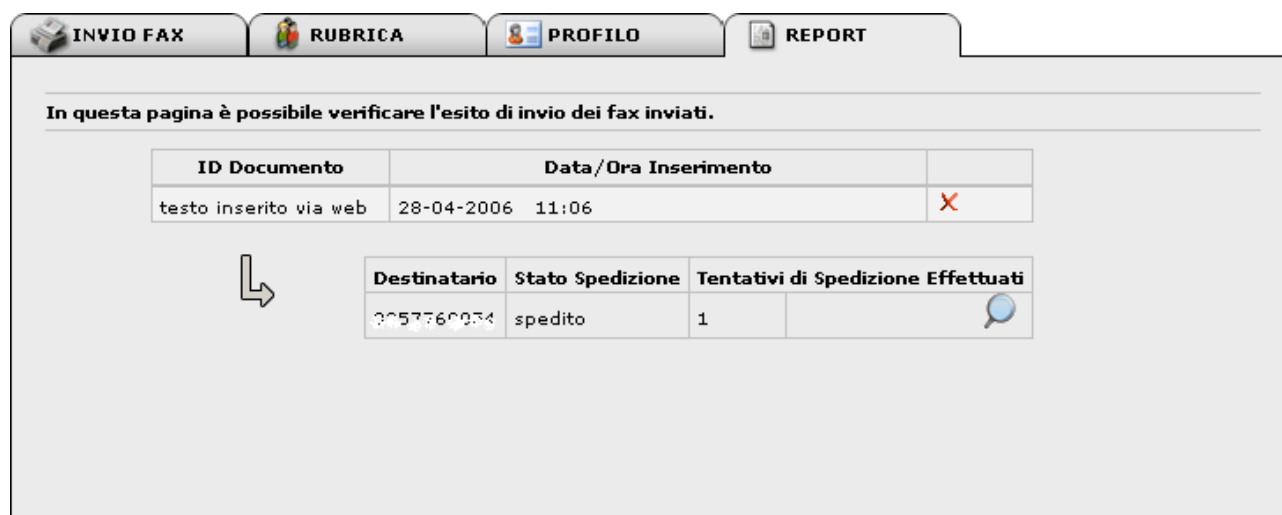 INVIO FAX RUBRICA PROFILO REPORT
In questa pagina è possibile verificare l'esito di invio dei fax inviati.
ID Documento Data/Ora Inserimento
testo inserito via web 28-04-2006 11:06
Destinatario Stato Spedizione Tentativi di Spedizione Effettuati
spedito 1